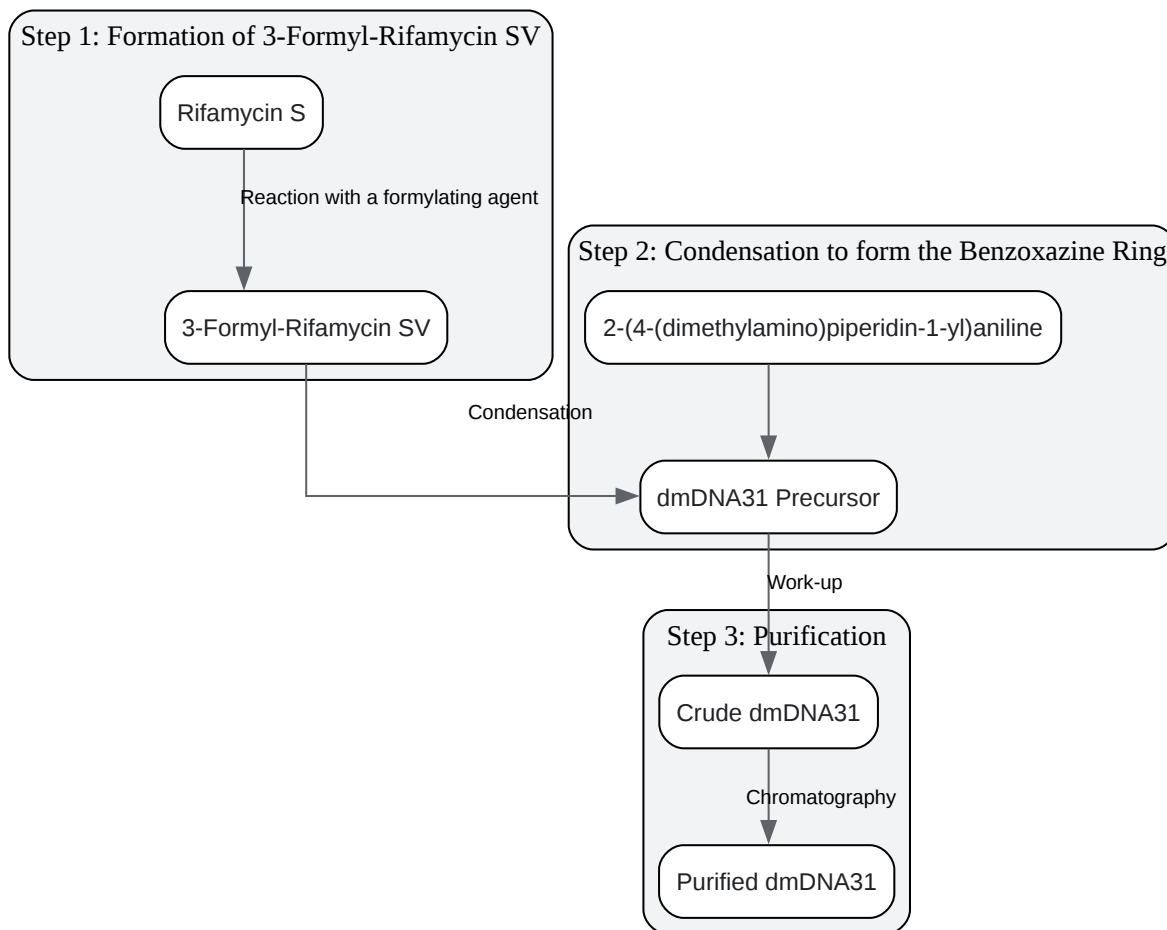 Step 1: Formation of 3-Formyl-Rifamycin SV
Rifamycin S
Reaction with a formylating agent
3-Formyl-Rifamycin SV
Step 2: Condensation to form the Benzoxazine Ring
2-(4-(dimethylamino)piperidin-1-yl)aniline
Condensation
dmDNA31 Precursor
Work-up
Step 3: Purification
Crude dmDNA31
Chromatography
Purified dmDNA31